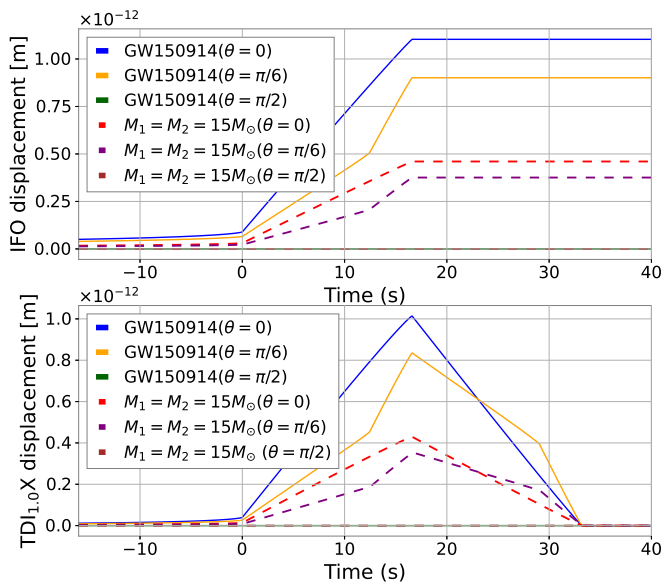 ×10⁻¹²
IFO displacement [m]
1.00
0.75
0.50
0.25
0.00
GW150914(θ = 0)
GW150914(θ = π/6)
GW150914(θ = π/2)
M₁ = M₂ = 15M⊙(θ = 0)
M₁ = M₂ = 15M⊙(θ = π/6)
M₁ = M₂ = 15M⊙(θ = π/2)
−10 0 10 20 30 40
Time (s)
×10⁻¹²
TDI₁.₀X displacement [m]
1.0
0.8
0.6
0.4
0.2
0.0
GW150914(θ = 0)
GW150914(θ = π/6)
GW150914(θ = π/2)
M₁ = M₂ = 15M⊙(θ = 0)
M₁ = M₂ = 15M⊙(θ = π/6)
M₁ = M₂ = 15M⊙ (θ = π/2)
−10 0 10 20 30 40
Time (s)